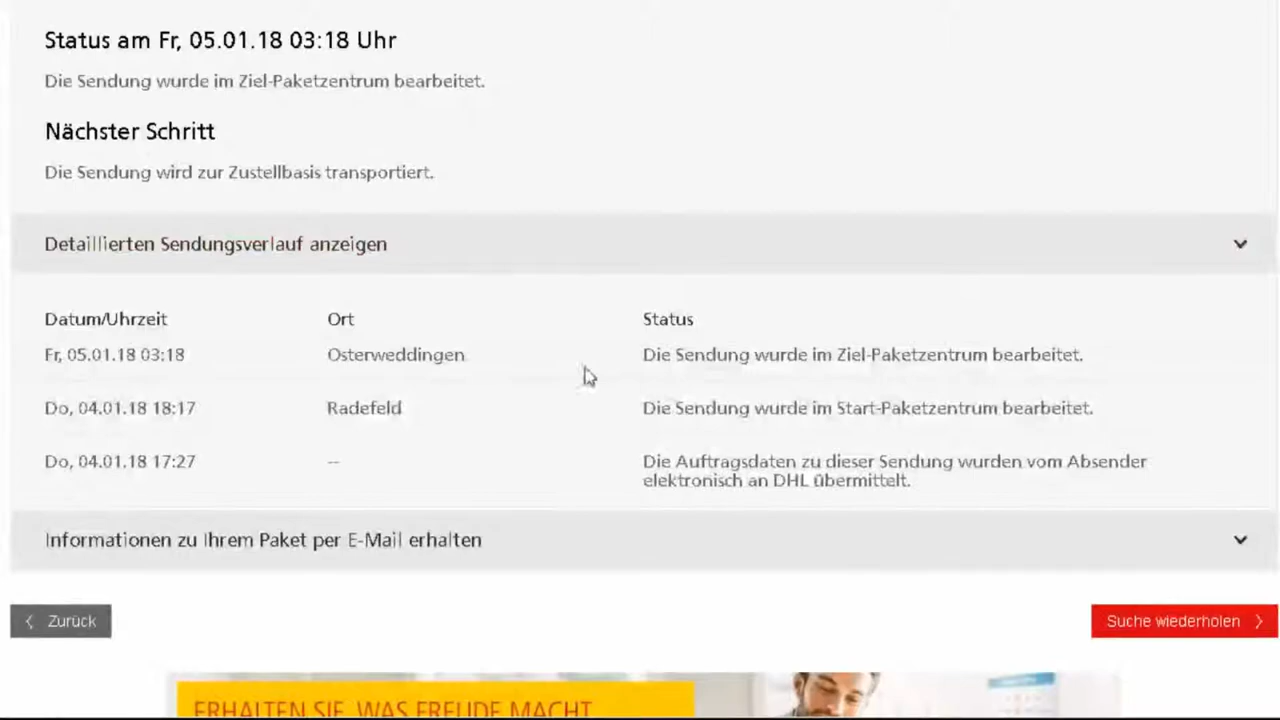 Status am Fr, 05.01.18 03:18 Uhr
Die Sendung wurde im Ziel-Paketzentrum bearbeitet.
Nächster Schritt
Die Sendung wird zur Zustellbasis transportiert.
Detaillierten Sendungsverlauf anzeigen
Datum/Uhrzeit Ort Status
Fr, 05.01.18 03:18 Osterweddingen Die Sendung wurde im Ziel-Paketzentrum bearbeitet.
Do, 04.01.18 18:17 Radefeld Die Sendung wurde im Start-Paketzentrum bearbeitet.
Do, 04.01.18 17:27 -- Die Auftragsdaten zu dieser Sendung wurden vom Absender
elektronisch an DHL übermittelt.
Informationen zu Ihrem Paket per E-Mail erhalten
Zurück Suche wiederholen
ERHALTEN SIE, WAS FREUDE MACHT